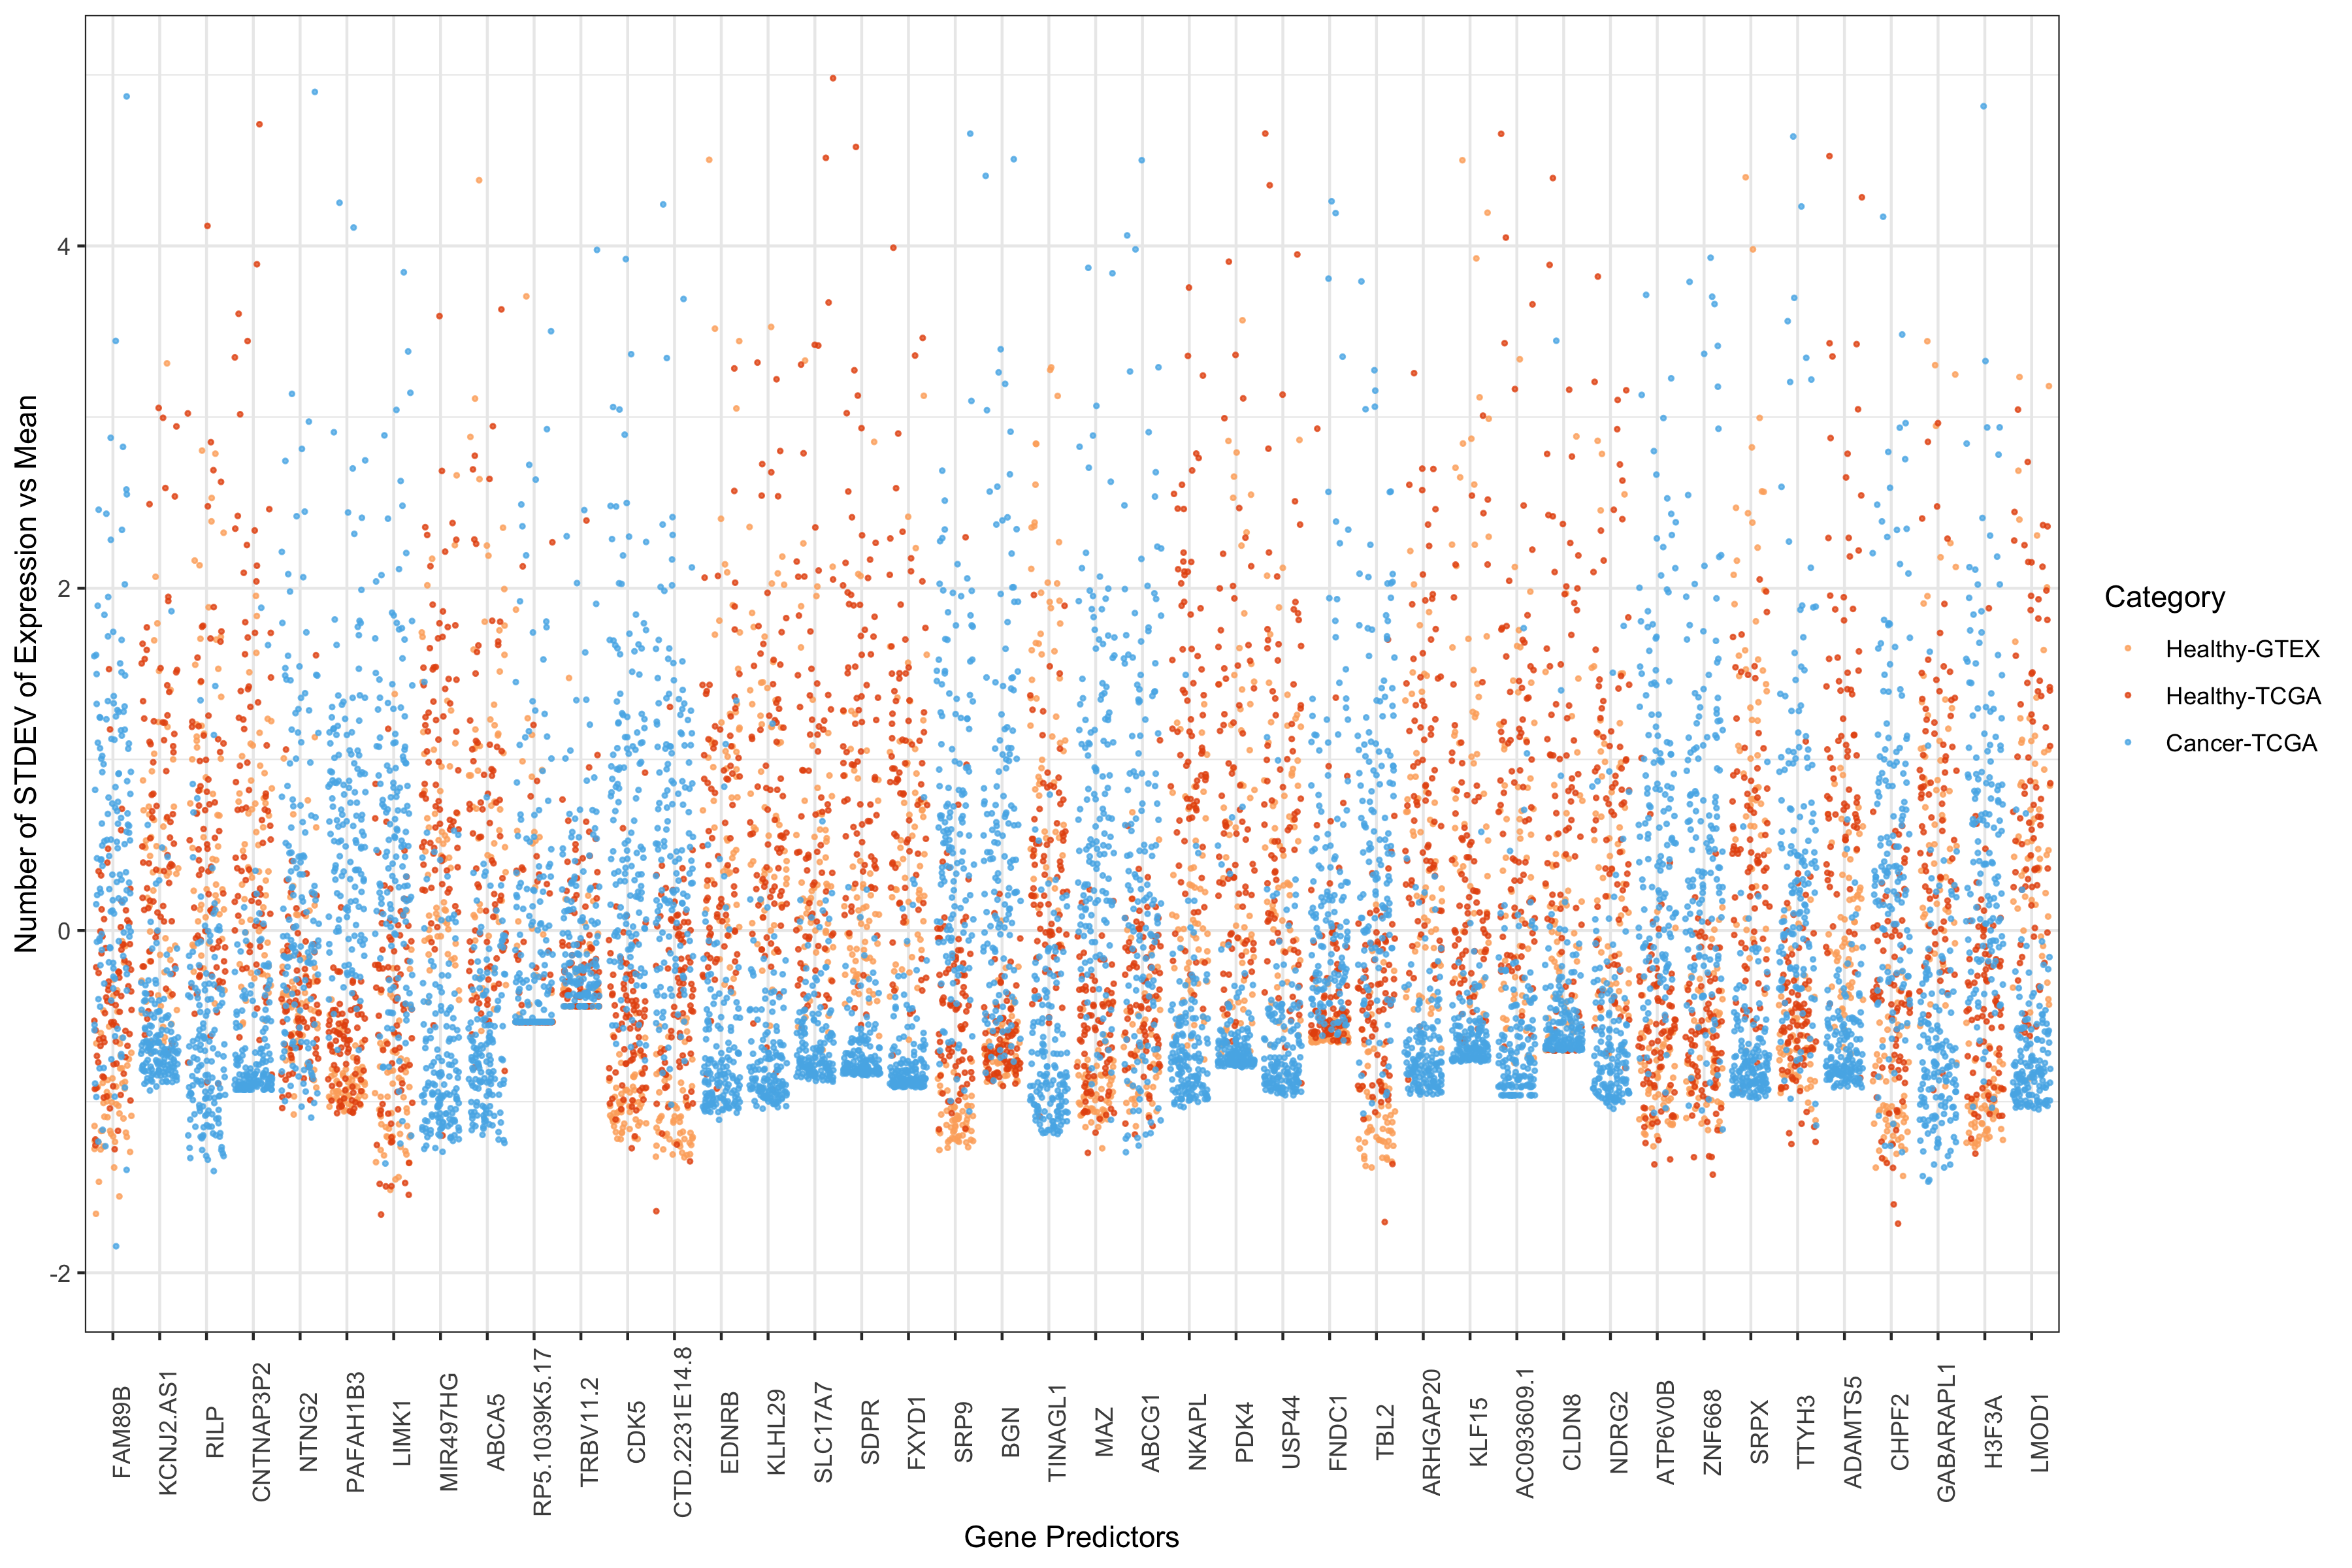 Number of STDEV of Expression vs Mean
4
2
0
-2
FAM89B
KCNJ2.AS1
RILP
CNTNAP3P2
NTNG2
PAFAH1B3
LIMK1
MIR497HG
ABCA5
RP5.1039K5.17
TRBV11.2
CDK5
CTD.2231E14.8
EDNRB
KLHL29
SLC17A7
SDPR
FXYD1
SRP9
BGN
TINAGL1
MAZ
ABCG1
NKAPL
PDK4
USP44
FNDC1
TBL2
ARHGAP20
KLF15
AC093609.1
CLDN8
NDRG2
ATP6V0B
ZNF668
SRPX
TTYH3
ADAMTS5
CHPF2
GABARAPL1
H3F3A
LMOD1
Gene Predictors
Category
Healthy-GTEX
Healthy-TCGA
Cancer-TCGA